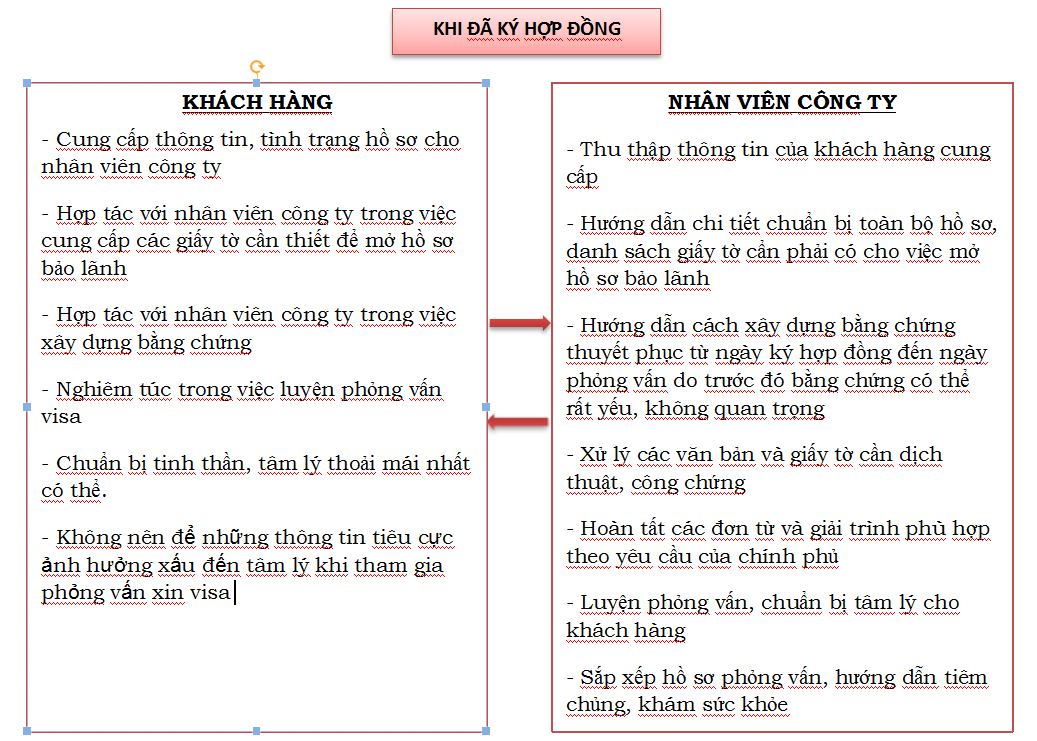 KHI ĐÃ KÝ HỢP ĐỒNG
KHÁCH HÀNG
- Cung cấp thông tin, tình trạng hồ sơ cho
nhân viên công ty
- Hợp tác với nhân viên công ty trong việc
cung cấp các giấy tờ cần thiết để mở hồ sơ
bảo lãnh
- Hợp tác với nhân viên công ty trong việc
xây dựng bằng chứng
- Nghiêm túc trong việc luyện phỏng vấn
visa
- Chuẩn bị tinh thần, tâm lý thoải mái nhất
có thể.
- Không nên để những thông tin tiêu cực
ảnh hưởng xấu đến tâm lý khi tham gia
phỏng vấn xin visa
NHÂN VIÊN CÔNG TY
- Thu thập thông tin của khách hàng cung
cấp
- Hướng dẫn chi tiết chuẩn bị toàn bộ hồ sơ,
danh sách giấy tờ cần phải có cho việc mở
hồ sơ bảo lãnh
- Hướng dẫn cách xây dựng bằng chứng
thuyết phục từ ngày ký hợp đồng đến ngày
phỏng vấn do trước đó bằng chứng có thể
rất yếu, không quan trọng
- Xử lý các văn bản và giấy tờ cần dịch
thuật, công chứng
- Hoàn tất các đơn từ và giải trình phù hợp
theo yêu cầu của chính phủ
- Luyện phỏng vấn, chuẩn bị tâm lý cho
khách hàng
- Sắp xếp hồ sơ phỏng vấn, hướng dẫn tiêm
chủng, khám sức khỏe